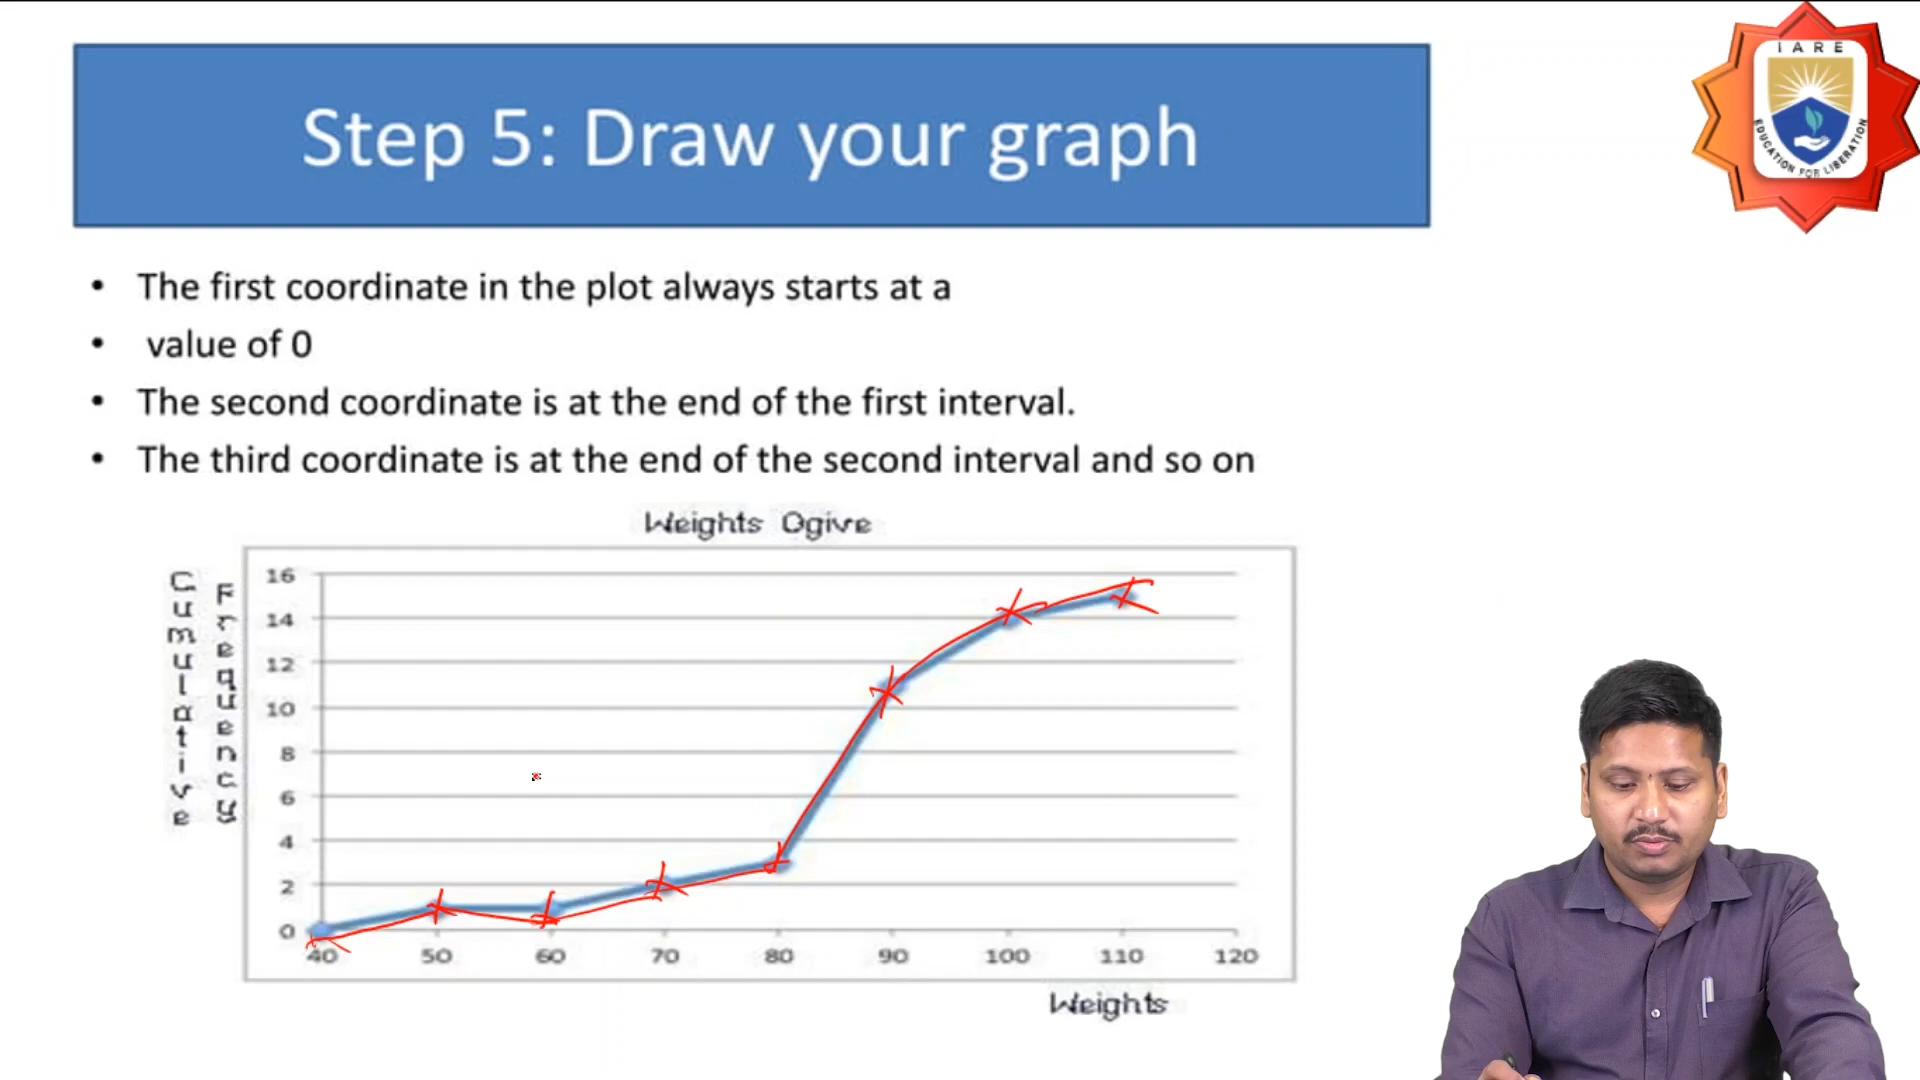 IARE
EDUCATION FOR LIBERATION
Step 5: Draw your graph
• The first coordinate in the plot always starts at a
• value of 0
• The second coordinate is at the end of the first interval.
• The third coordinate is at the end of the second interval and so on
Weights Ogive
Cumulative
Frequency
16
14
12
10
8
6
4
2
0
40 50 60 70 80 90 100 110 120
Weights